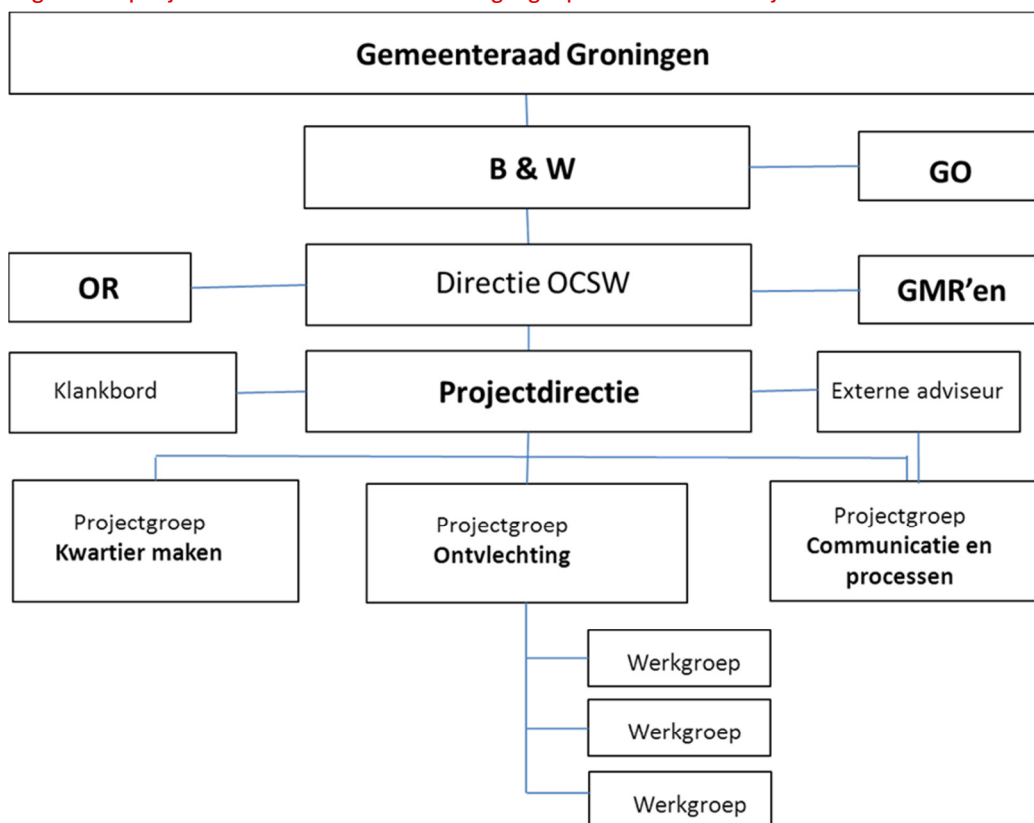 Gemeenteraad Groningen
B & W
GO
OR
Directie OCSW
GMR'en
Klankbord
Projectdirectie
Externe adviseur
Projectgroep
Kwartier maken
Projectgroep
Ontvlechting
Projectgroep
Communicatie en
processen
Werkgroep
Werkgroep
Werkgroep